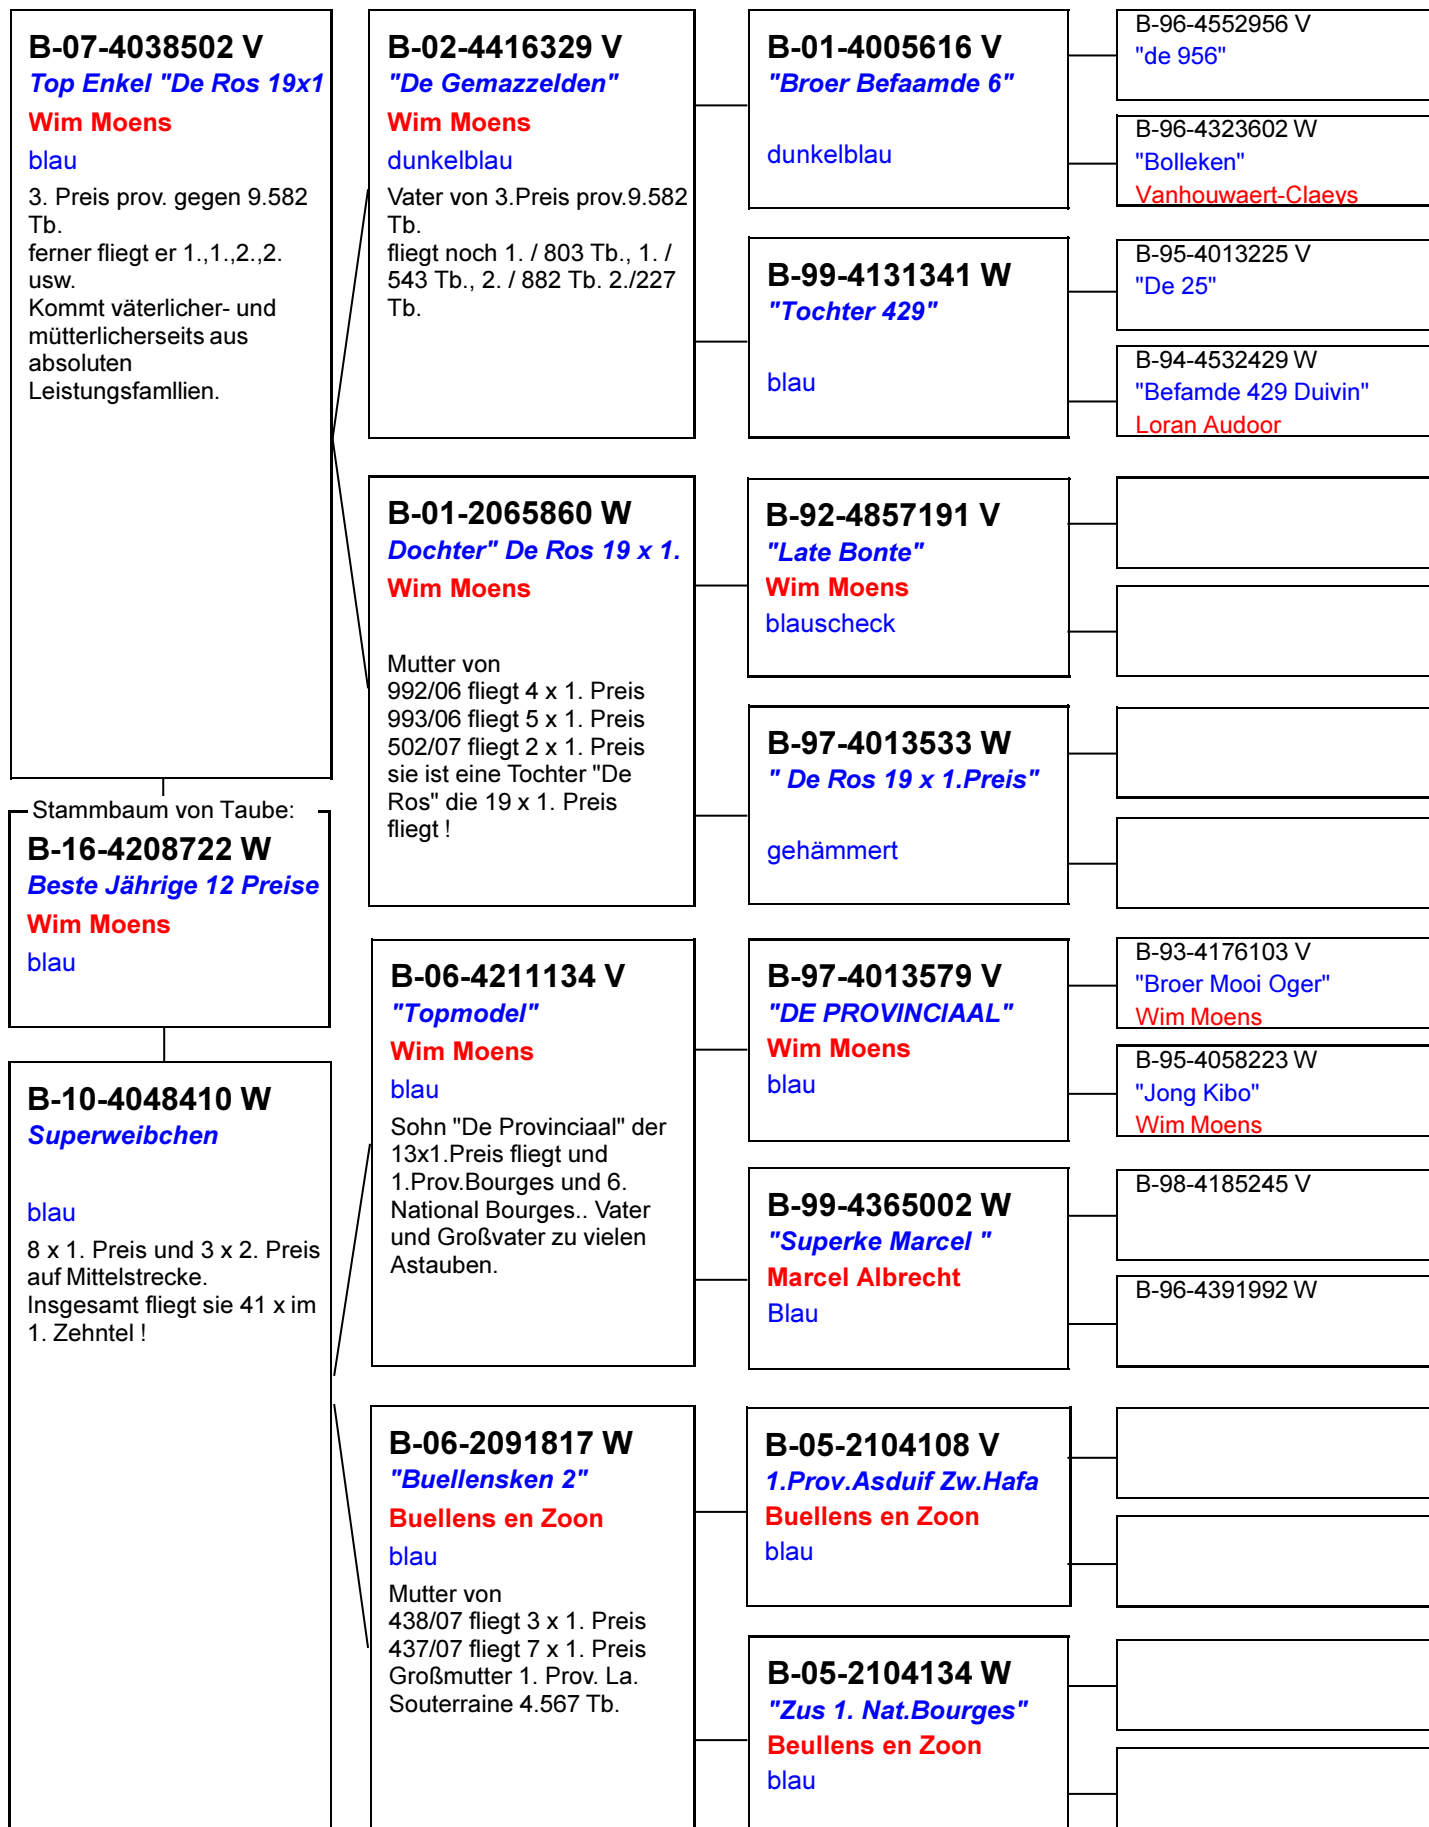 B-07-4038502 V
Top Enkel "De Ros 19x1
Wim Moens
blau
3. Preis prov. gegen 9.582
Tb.
ferner fliegt er 1.,1.,2.,2.
usw.
Kommt väterlicher- und
mütterlicherseits aus
absoluten
Leistungsfamllien.
Stammbaum von Taube:
B-16-4208722 W
Beste Jährige 12 Preise
Wim Moens
blau
B-10-4048410 W
Superweibchen
blau
8 x 1. Preis und 3 x 2. Preis
auf Mittelstrecke.
Insgesamt fliegt sie 41 x im
1. Zehntel !
B-02-4416329 V
"De Gemazzelden"
Wim Moens
dunkelblau
Vater von 3.Preis prov.9.582
Tb.
fliegt noch 1. / 803 Tb., 1. /
543 Tb., 2. / 882 Tb. 2./227
Tb.
B-01-2065860 W
Dochter" De Ros 19 x 1.
Wim Moens
Mutter von
992/06 fliegt 4 x 1. Preis
993/06 fliegt 5 x 1. Preis
502/07 fliegt 2 x 1. Preis
sie ist eine Tochter "De
Ros" die 19 x 1. Preis
fliegt !
B-06-4211134 V
"Topmodel"
Wim Moens
blau
Sohn "De Provinciaal" der
13x1.Preis fliegt und
1.Prov.Bourges und 6.
National Bourges.. Vater
und Großvater zu vielen
Astauben.
B-06-2091817 W
"Buellensken 2"
Buellens en Zoon
blau
Mutter von
438/07 fliegt 3 x 1. Preis
437/07 fliegt 7 x 1. Preis
Großmutter 1. Prov. La.
Souterraine 4.567 Tb.
B-01-4005616 V
"Broer Befaamde 6"
dunkelblau
B-99-4131341 W
"Tochter 429"
blau
B-92-4857191 V
"Late Bonte"
Wim Moens
blauscheck
B-97-4013533 W
" De Ros 19 x 1.Preis"
gehämmert
B-97-4013579 V
"DE PROVINCIAAL"
Wim Moens
blau
B-99-4365002 W
"Superke Marcel "
Marcel Albrecht
Blau
B-05-2104108 V
1.Prov.Asduif Zw.Hafa
Buellens en Zoon
blau
B-05-2104134 W
"Zus 1. Nat.Bourges"
Beullens en Zoon
blau
B-96-4552956 V
"de 956"
B-96-4323602 W
"Bolleken"
Vanhouwaert-Claeys
B-95-4013225 V
"De 25"
B-94-4532429 W
"Befamde 429 Duivin"
Loran Audoor
B-93-4176103 V
"Broer Mooi Oger"
Wim Moens
B-95-4058223 W
"Jong Kibo"
Wim Moens
B-98-4185245 V
B-96-4391992 W